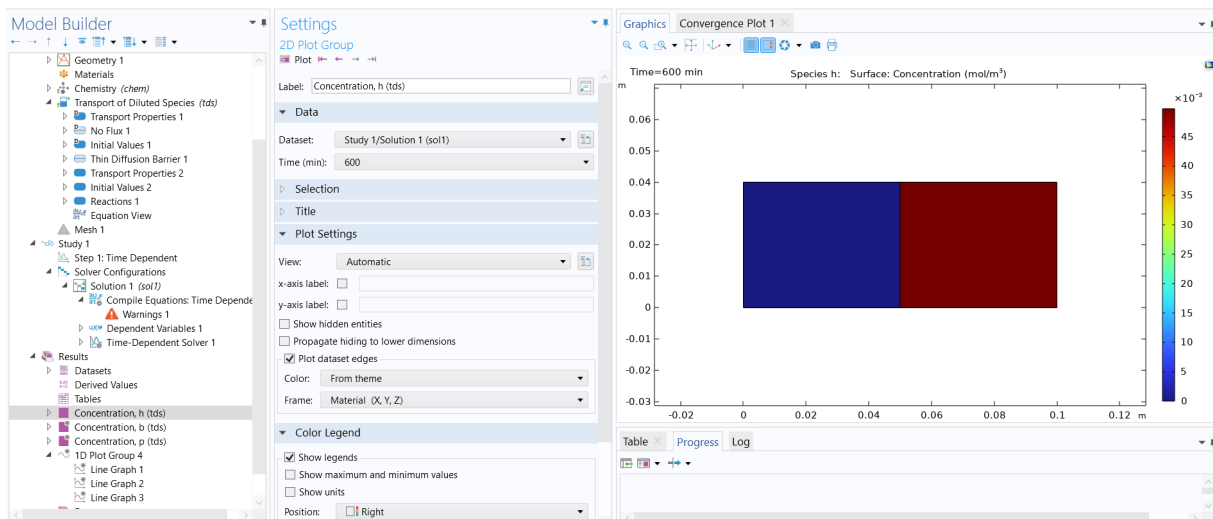 Model Builder
Geometry 1
Materials
Chemistry (chem)
Transport of Diluted Species (tds)
Transport Properties 1
No Flux 1
Initial Values 1
Thin Diffusion Barrier 1
Transport Properties 2
Initial Values 2
Reactions 1
Equation View
Mesh 1
Study 1
Step 1: Time Dependent
Solver Configurations
Solution 1 (sol1)
Compile Equations: Time Depende
Warnings 1
Dependent Variables 1
Time-Dependent Solver 1
Results
Datasets
Derived Values
Tables
Concentration, h (tds)
Concentration, b (tds)
Concentration, p (tds)
1D Plot Group 4
Line Graph 1
Line Graph 2
Line Graph 3
Settings
2D Plot Group
Plot
Label: Concentration, h (tds)
Data
Dataset: Study 1/Solution 1 (sol1)
Time (min): 600
Selection
Title
Plot Settings
View: Automatic
x-axis label:
y-axis label:
Show hidden entities
Propagate hiding to lower dimensions
Plot dataset edges
Color: From theme
Frame: Material (X, Y, Z)
Color Legend
Show legends
Show maximum and minimum values
Show units
Position: Right
Graphics Convergence Plot 1
Time=600 min Species h: Surface: Concentration (mol/m³)
m
0.06
0.05
0.04
0.03
0.02
0.01
0
-0.01
-0.02
-0.03
-0.02 0 0.02 0.04 0.06 0.08 0.1 0.12 m
×10⁻³
45
40
35
30
25
20
15
10
5
0
Table Progress Log